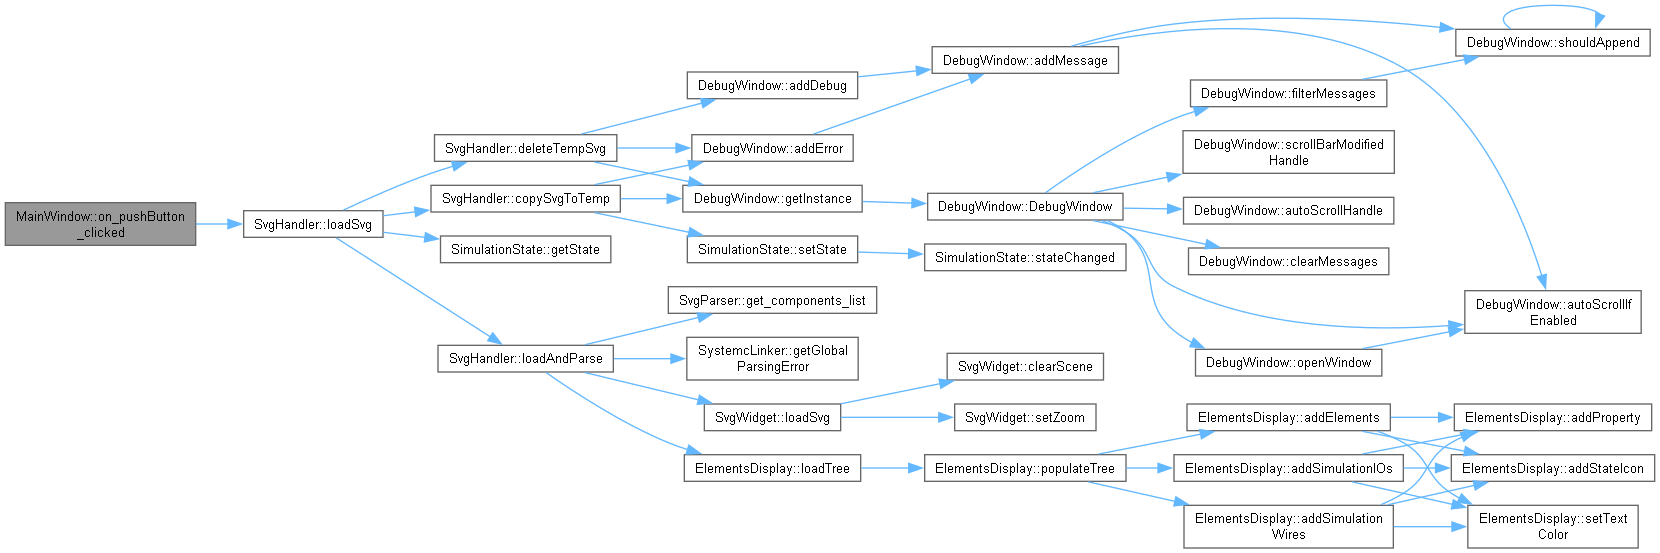 MainWindow::on_pushButton
_clicked
SvgHandler::loadSvg
SvgHandler::deleteTempSvg
SvgHandler::copySvgToTemp
SimulationState::getState
SvgHandler::loadAndParse
DebugWindow::addDebug
DebugWindow::addError
DebugWindow::getInstance
SimulationState::setState
SvgParser::get_components_list
SystemcLinker::getGlobal
ParsingError
SvgWidget::loadSvg
ElementsDisplay::loadTree
DebugWindow::addMessage
DebugWindow::DebugWindow
SimulationState::stateChanged
SvgWidget::clearScene
SvgWidget::setZoom
ElementsDisplay::populateTree
DebugWindow::filterMessages
DebugWindow::scrollBarModified
Handle
DebugWindow::autoScrollHandle
DebugWindow::clearMessages
DebugWindow::openWindow
ElementsDisplay::addElements
ElementsDisplay::addSimulationIOs
ElementsDisplay::addSimulation
Wires
DebugWindow::shouldAppend
DebugWindow::autoScrollIf
Enabled
ElementsDisplay::addProperty
ElementsDisplay::addStateIcon
ElementsDisplay::setText
Color